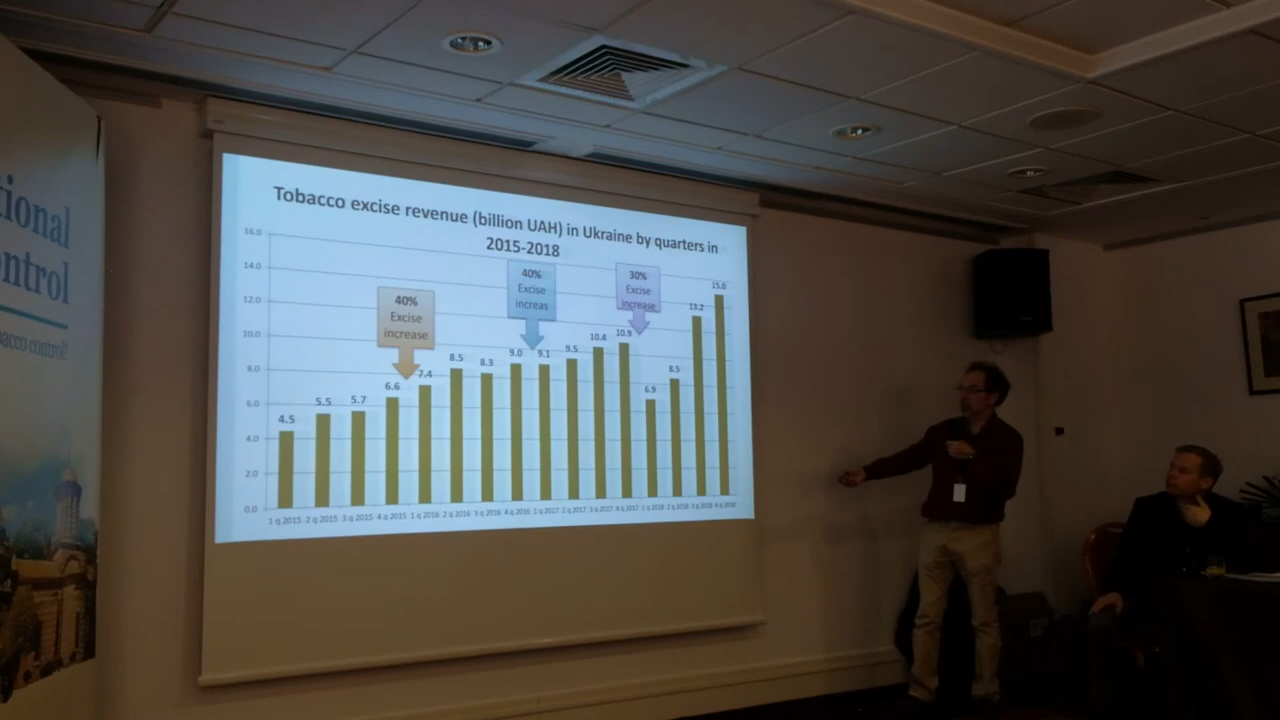 tional
ontrol
bacco control!
Tobacco excise revenue (billion UAH) in Ukraine by quarters in
2015-2018
16.0
14.0
12.0
10.0
8.0
6.0
4.0
2.0
0.0
40%
Excise
increase
40%
Excise
increas
30%
Excise
increase
4.5
5.5
5.7
6.6
7.4
8.5
8.3
9.0
9.1
9.5
10.4
10.9
6.9
8.5
13.2
15.0
1 q 2015 2 q 2015 3 q 2015 4 q 2015 1 q 2016 2 q 2016 3 q 2016 4 q 2016 1 q 2017 2 q 2017 3 q 2017 4 q 2017 1 q 2018 2 q 2018 3 q 2018 4 q 2018